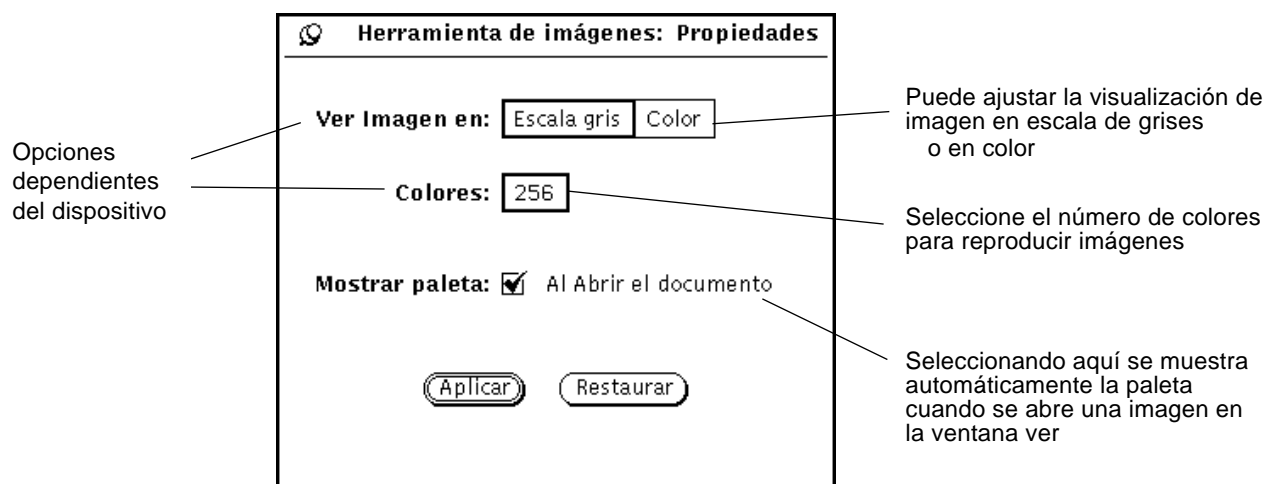 Herramienta de imágenes: Propiedades
Ver Imagen en: Escala gris Color
Colores: 256
Mostrar paleta: Al Abrir el documento
Aplicar Restaurar
Opciones
dependientes
del dispositivo
Puede ajustar la visualización de
imagen en escala de grises
o en color
Seleccione el número de colores
para reproducir imágenes
Seleccionando aquí se muestra
automáticamente la paleta
cuando se abre una imagen en
la ventana ver